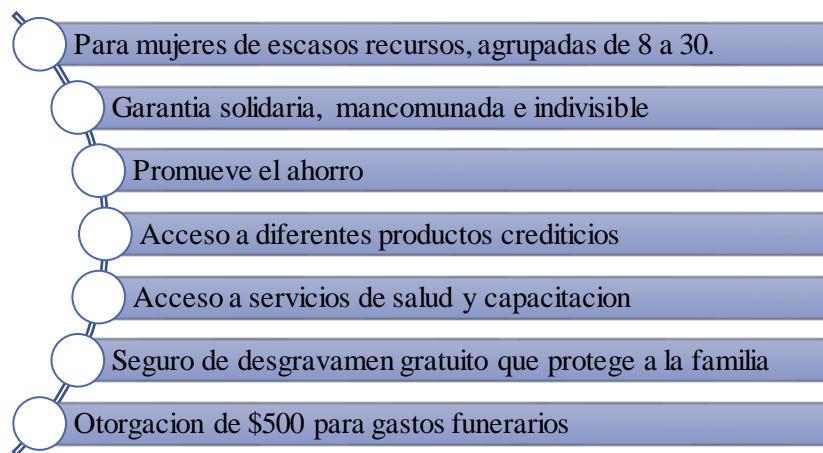 Para mujeres de escasos recursos, agrupadas de 8 a 30.
Garantia solidaria, mancomunada e indivisible
Promueve el ahorro
Acceso a diferentes productos crediticios
Acceso a servicios de salud y capacitacion
Seguro de desgravamen gratuito que protege a la familia
Otorgacion de $500 para gastos funerarios